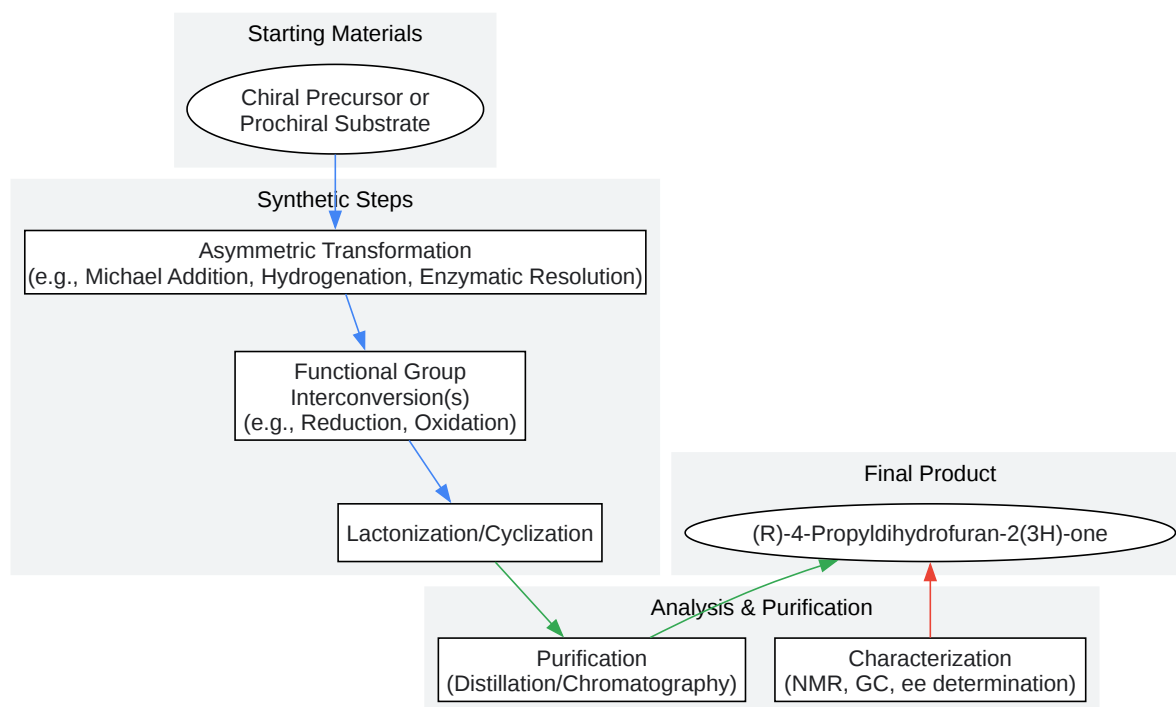 Starting Materials
Chiral Precursor or
Prochiral Substrate
Synthetic Steps
Asymmetric Transformation
(e.g., Michael Addition, Hydrogenation, Enzymatic Resolution)
Functional Group
Interconversion(s)
(e.g., Reduction, Oxidation)
Lactonization/Cyclization
Final Product
(R)-4-Propyldihydrofuran-2(3H)-one
Analysis & Purification
Purification
(Distillation/Chromatography)
Characterization
(NMR, GC, ee determination)